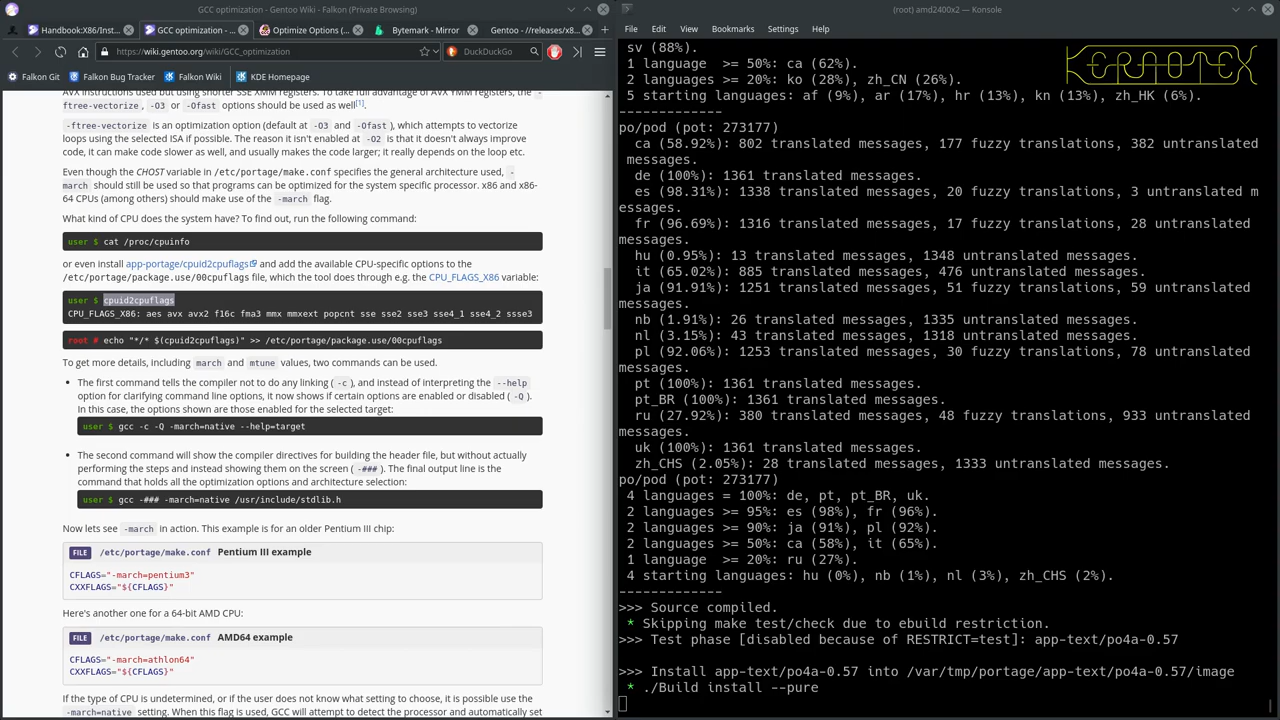 GCC optimization - Gentoo Wiki - Falkon (Private Browsing)
Handbook:X86/Inst
GCC optimization - G
Optimize Options (
Bytemark - Mirror
Gentoo - //releases/x8
https://wiki.gentoo.org/wiki/GCC_optimization
DuckDuckGo
Falkon Git
Falkon Bug Tracker
Falkon Wiki
KDE Homepage
AVX instructions used but using shorter SSE XMM registers. To take full advantage of AVX YMM registers, the -
ftree-vectorize, -O3 or -Ofast options should be used as well[1].
-ftree-vectorize is an optimization option (default at -O3 and -Ofast), which attempts to vectorize
loops using the selected ISA if possible. The reason it isn't enabled at -O2 is that it doesn't always improve
code, it can make code slower as well, and usually makes the code larger; it really depends on the loop etc.
Even though the CHOST variable in /etc/portage/make.conf specifies the general architecture used, -
march should still be used so that programs can be optimized for the system specific processor. x86 and x86-
64 CPUs (among others) should make use of the -march flag.
What kind of CPU does the system have? To find out, run the following command:
user $ cat /proc/cpuinfo
or even install app-portage/cpuid2cpuflags and add the available CPU-specific options to the
/etc/portage/package.use/00cpuflags file, which the tool does through e.g. the CPU_FLAGS_X86 variable:
user $ cpuid2cpuflags
CPU_FLAGS_X86: aes avx avx2 f16c fma3 mmx mmxext popcnt sse sse2 sse3 sse4_1 sse4_2 ssse3
root # echo "*/* $(cpuid2cpuflags)" >> /etc/portage/package.use/00cpuflags
To get more details, including march and mtune values, two commands can be used.
• The first command tells the compiler not to do any linking (-c), and instead of interpreting the --help
option for clarifying command line options, it now shows if certain options are enabled or disabled (-Q).
In this case, the options shown are those enabled for the selected target:
user $ gcc -c -Q -march=native --help=target
• The second command will show the compiler directives for building the header file, but without actually
performing the steps and instead showing them on the screen (-###). The final output line is the
command that holds all the optimization options and architecture selection:
user $ gcc -### -march=native /usr/include/stdlib.h
Now lets see -march in action. This example is for an older Pentium III chip:
FILE /etc/portage/make.conf Pentium III example
CFLAGS="-march=pentium3"
CXXFLAGS="${CFLAGS}"
Here's another one for a 64-bit AMD CPU:
FILE /etc/portage/make.conf AMD64 example
CFLAGS="-march=athlon64"
CXXFLAGS="${CFLAGS}"
If the type of CPU is undetermined, or if the user does not know what setting to choose, it is possible use the
-march=native setting. When this flag is used, GCC will attempt to detect the processor and automatically set
(root) amd2400x2 — Konsole
File Edit View Bookmarks Settings Help
sv (88%).
1 language >= 50%: ca (62%).
2 languages >= 20%: ko (28%), zh_CN (26%).
5 starting languages: af (9%), ar (17%), hr (13%), kn (13%), zh_HK (6%).
-------------
po/pod (pot: 273177)
ca (58.92%): 802 translated messages, 177 fuzzy translations, 382 untranslated
messages.
de (100%): 1361 translated messages.
es (98.31%): 1338 translated messages, 20 fuzzy translations, 3 untranslated m
essages.
fr (96.69%): 1316 translated messages, 17 fuzzy translations, 28 untranslated
messages.
hu (0.95%): 13 translated messages, 1348 untranslated messages.
it (65.02%): 885 translated messages, 476 untranslated messages.
ja (91.91%): 1251 translated messages, 51 fuzzy translations, 59 untranslated
messages.
nb (1.91%): 26 translated messages, 1335 untranslated messages.
nl (3.15%): 43 translated messages, 1318 untranslated messages.
pl (92.06%): 1253 translated messages, 30 fuzzy translations, 78 untranslated
messages.
pt (100%): 1361 translated messages.
pt_BR (100%): 1361 translated messages.
ru (27.92%): 380 translated messages, 48 fuzzy translations, 933 untranslated
messages.
uk (100%): 1361 translated messages.
zh_CHS (2.05%): 28 translated messages, 1333 untranslated messages.
po/pod (pot: 273177)
4 languages = 100%: de, pt, pt_BR, uk.
2 languages >= 95%: es (98%), fr (96%).
2 languages >= 90%: ja (91%), pl (92%).
2 languages >= 50%: ca (58%), it (65%).
1 language >= 20%: ru (27%).
4 starting languages: hu (0%), nb (1%), nl (3%), zh_CHS (2%).
-------------
>>> Source compiled.
* Skipping make test/check due to ebuild restriction.
>>> Test phase [disabled because of RESTRICT=test]: app-text/po4a-0.57
>>> Install app-text/po4a-0.57 into /var/tmp/portage/app-text/po4a-0.57/image
* ./Build install --pure